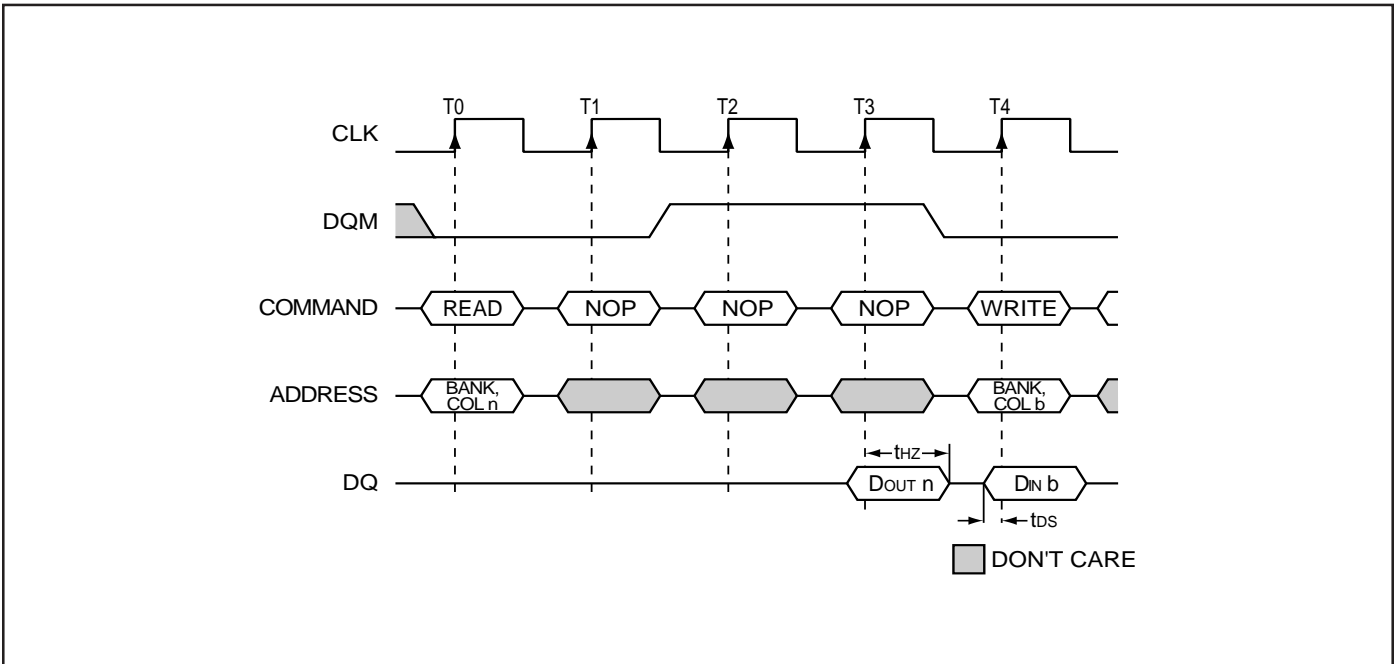 T0 T1 T2 T3 T4
CLK
DQM
COMMAND READ NOP NOP NOP WRITE
ADDRESS BANK, COL n BANK, COL b
tHZ
DQ DOUT n DIN b
tDS
DON'T CARE